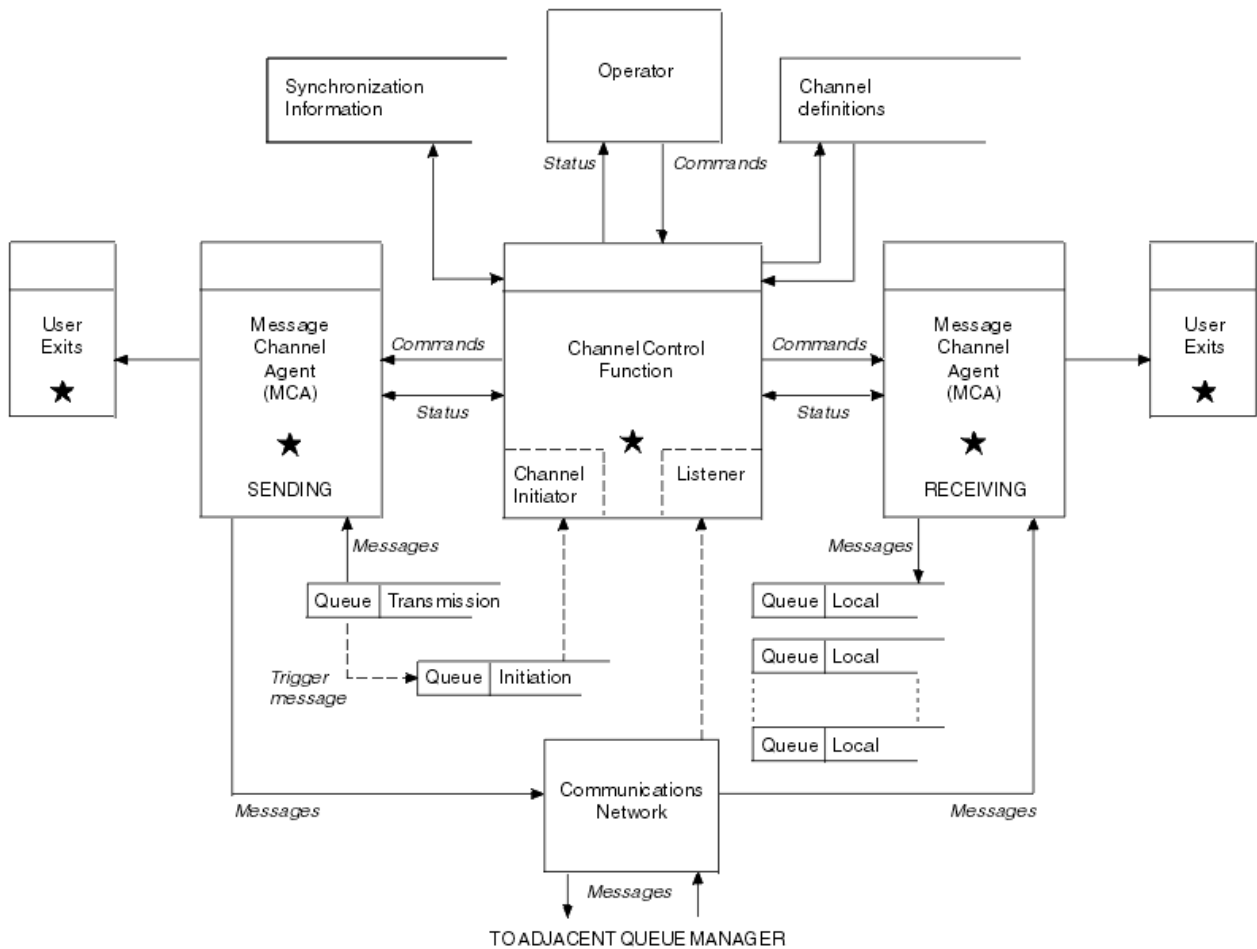 Operator
Synchronization
Information
Channel
definitions
Status
Commands
User
Exits
Message
Channel
Agent
(MCA)
SENDING
Commands
Status
Channel Control
Function
Channel
Initiator
Listener
Commands
Status
Message
Channel
Agent
(MCA)
RECEIVING
User
Exits
Messages
Messages
Queue Transmission
Queue Local
Trigger
message
Queue Initiation
Queue Local
Queue Local
Communications
Network
Messages
Messages
Messages
TO ADJACENT QUEUE MANAGER